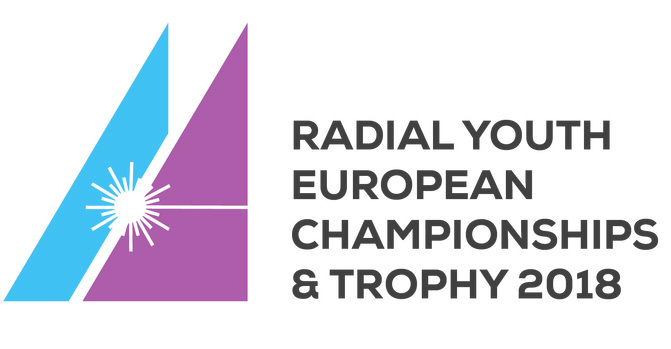 RADIAL YOUTH
EUROPEAN
CHAMPIONSHIPS
& TROPHY 2018